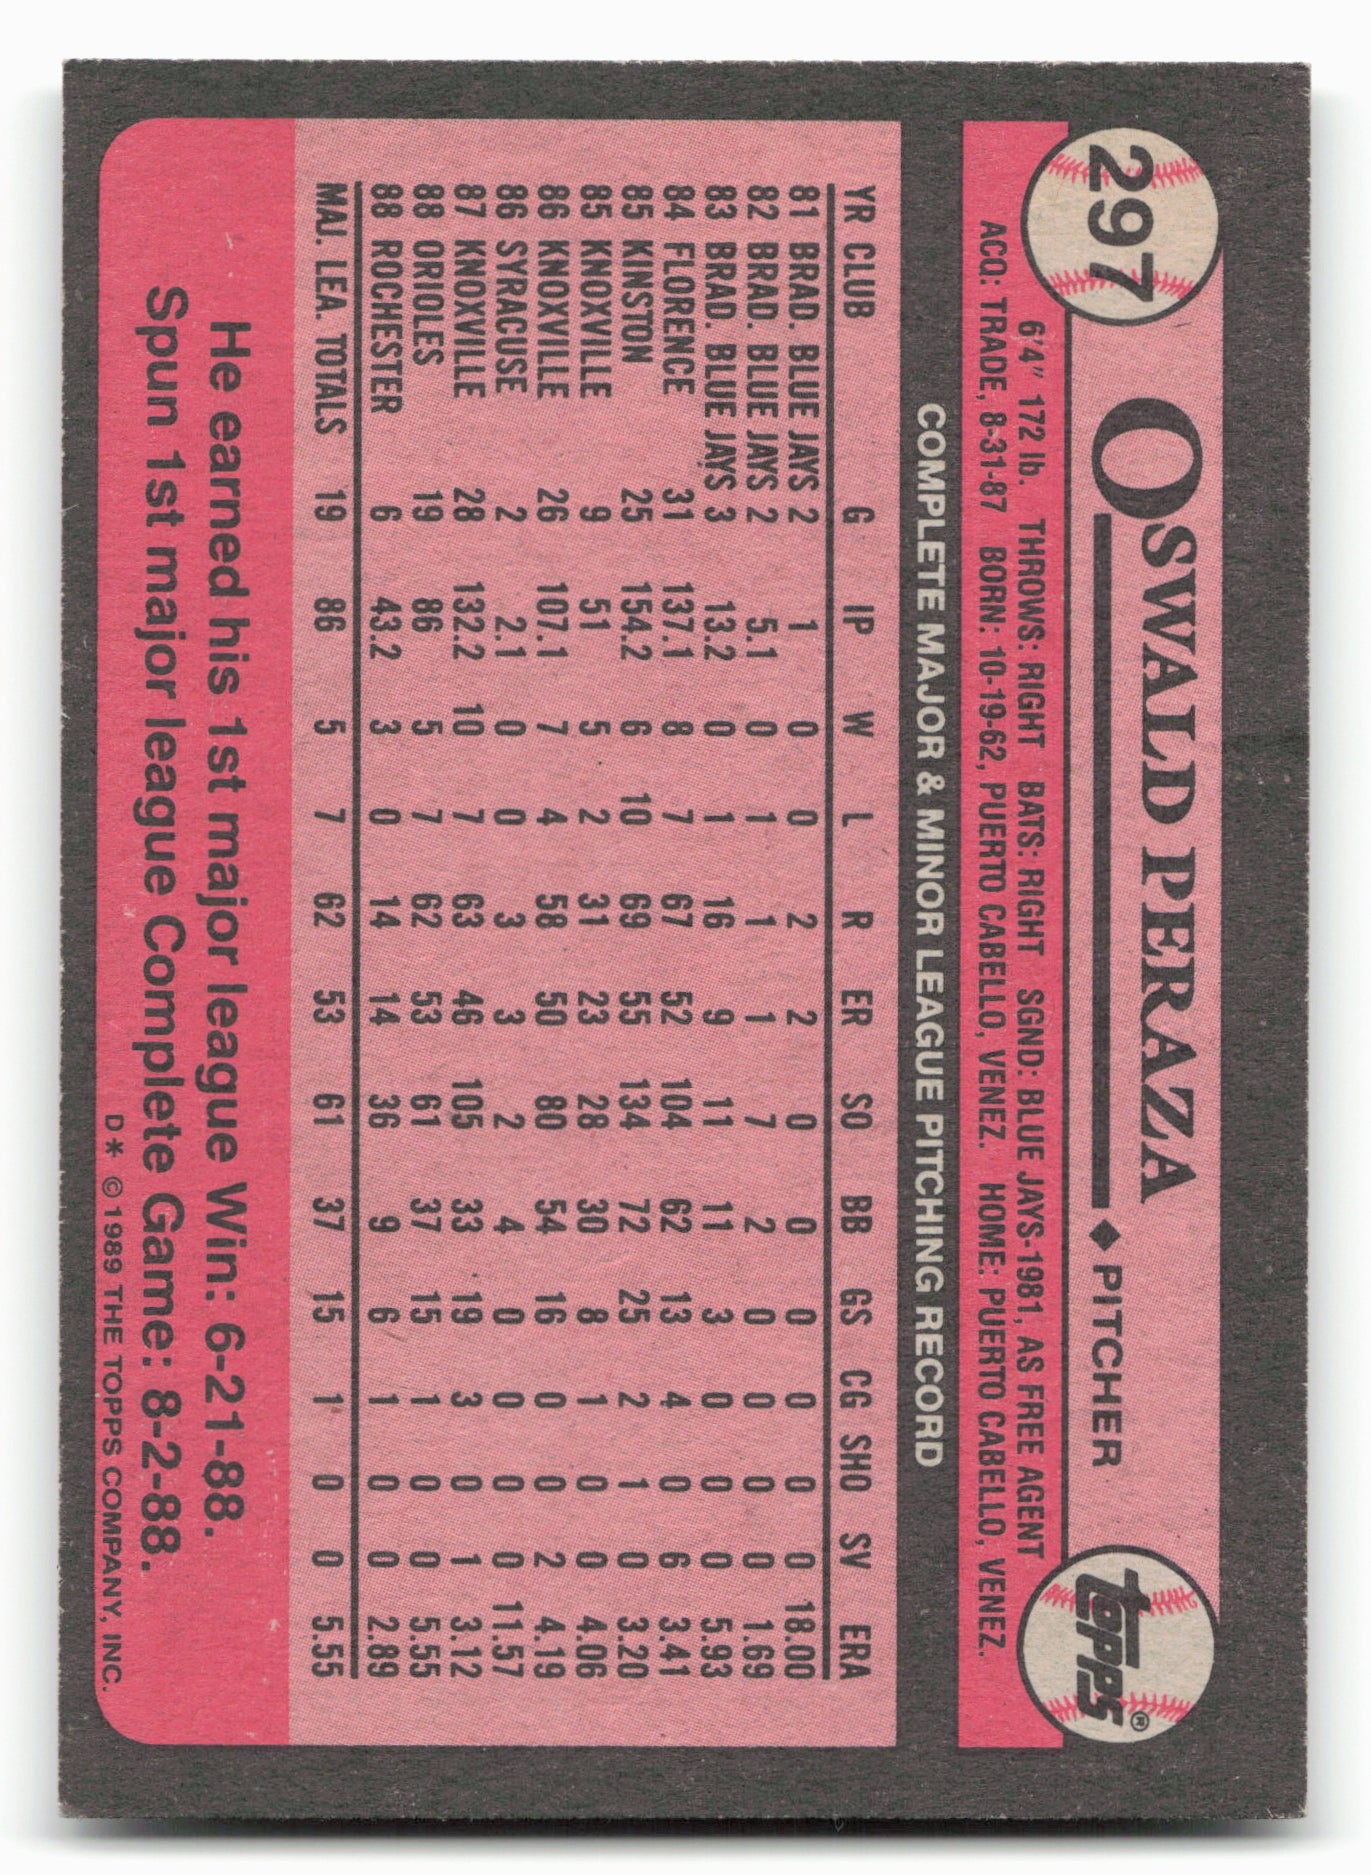 297
OSWALD PERAZA ◆ PITCHER
topps®
6'4" 172 lb. THROWS: RIGHT BATS: RIGHT SGND: BLUE JAYS-1981, AS FREE AGENT
ACQ: TRADE, 8-31-87 BORN: 10-19-62, PUERTO CABELLO, VENEZ. HOME: PUERTO CABELLO, VENEZ.
COMPLETE MAJOR & MINOR LEAGUE PITCHING RECORD
YR CLUB G IP W L R ER SO BB GS CG SHO SV ERA
81 BRAD. BLUE JAYS 2 1 0 0 2 2 0 0 0 0 0 0 18.00
82 BRAD. BLUE JAYS 2 5.1 0 1 1 1 7 2 0 0 0 0 1.69
83 BRAD. BLUE JAYS 3 13.2 0 1 16 9 11 11 3 0 0 0 5.93
84 FLORENCE 31 137.1 8 7 67 52 104 62 13 4 0 6 3.41
85 KINSTON 25 154.2 6 10 69 55 134 72 25 2 1 0 3.20
85 KNOXVILLE 9 51 5 2 31 23 28 30 8 1 0 0 4.06
86 KNOXVILLE 26 107.1 7 4 58 50 80 54 16 0 0 2 4.19
86 SYRACUSE 2 2.1 0 0 3 3 2 4 0 0 0 0 11.57
87 KNOXVILLE 28 132.2 10 7 63 46 105 33 19 3 0 1 3.12
88 ORIOLES 19 86 5 7 62 53 61 37 15 1 0 0 5.55
88 ROCHESTER 6 43.2 3 0 14 14 36 9 6 1 0 0 2.89
MAJ. LEA. TOTALS 19 86 5 7 62 53 61 37 15 1 0 0 5.55
He earned his 1st major league Win: 6-21-88.
Spun 1st major league Complete Game: 8-2-88.
D* © 1989 THE TOPPS COMPANY, INC.